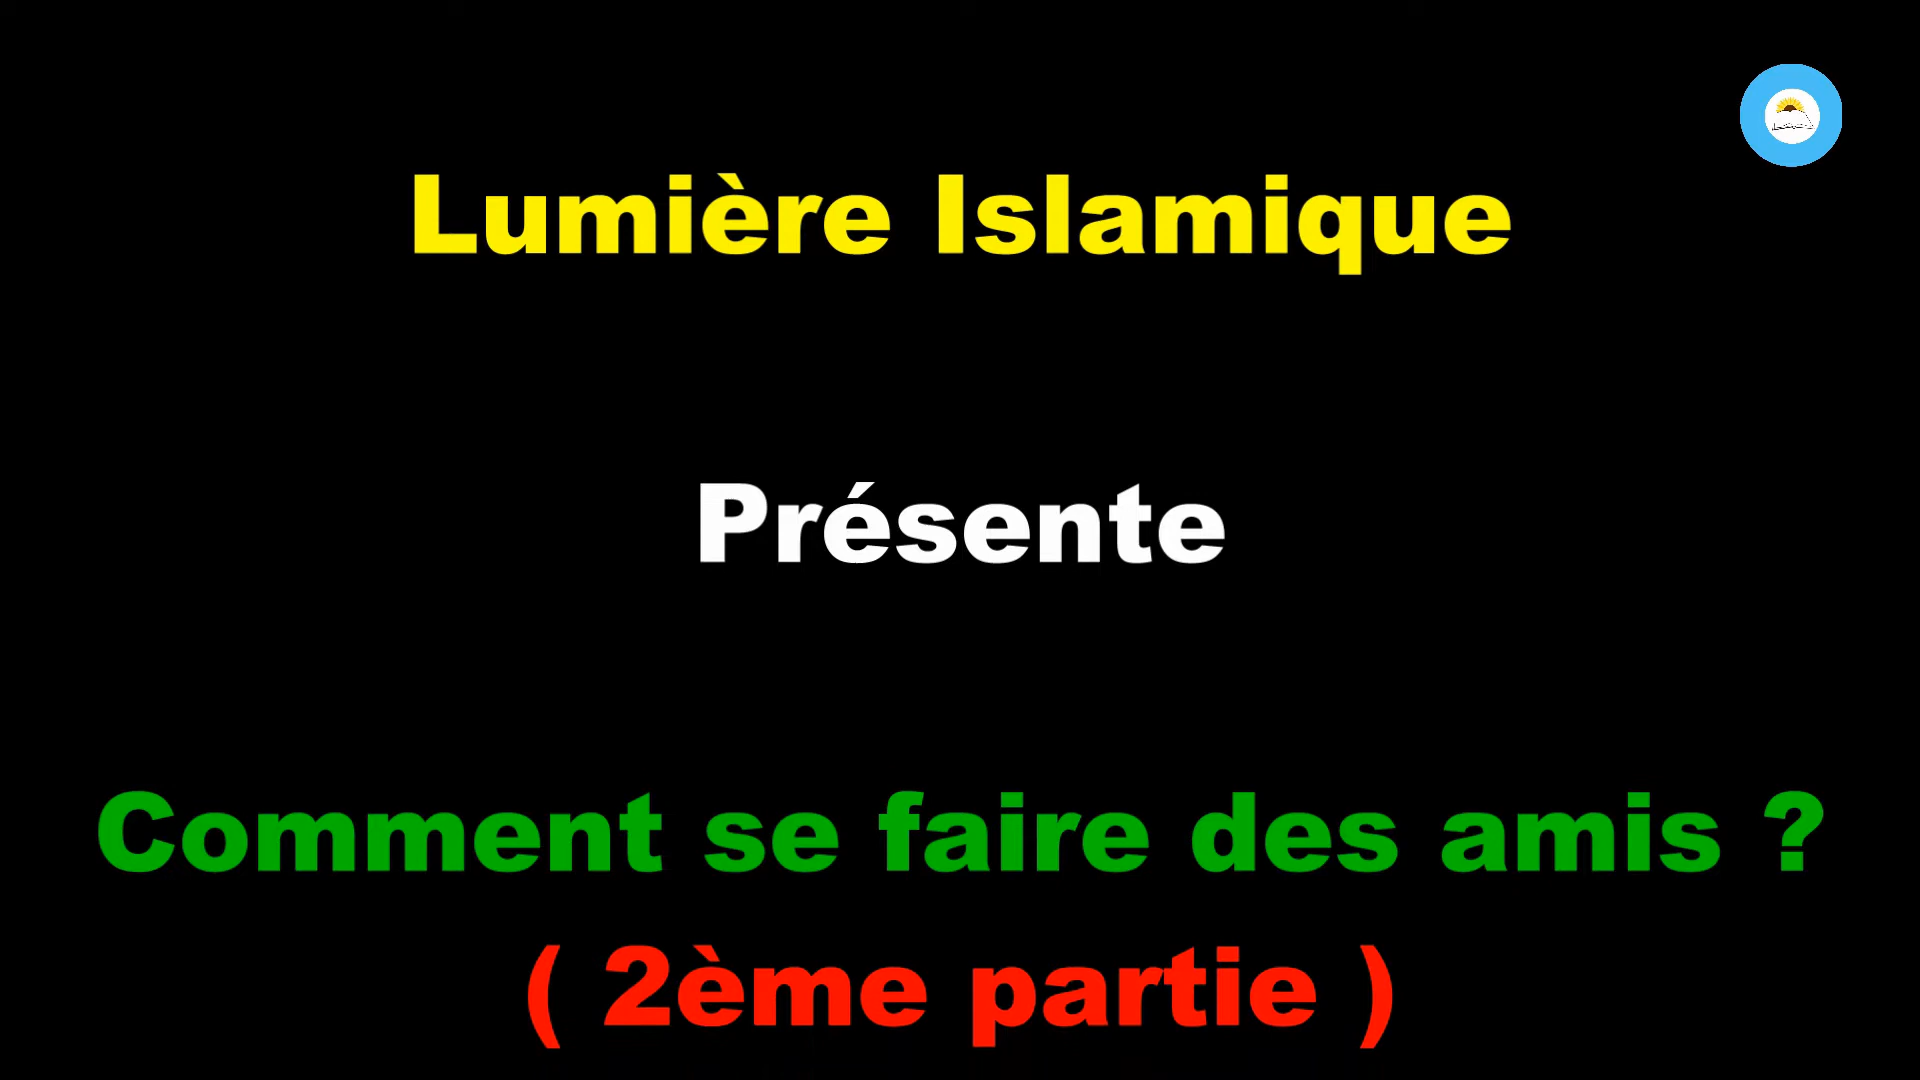 Lumière Islamique
Présente
Comment se faire des amis ?
( 2ème partie )